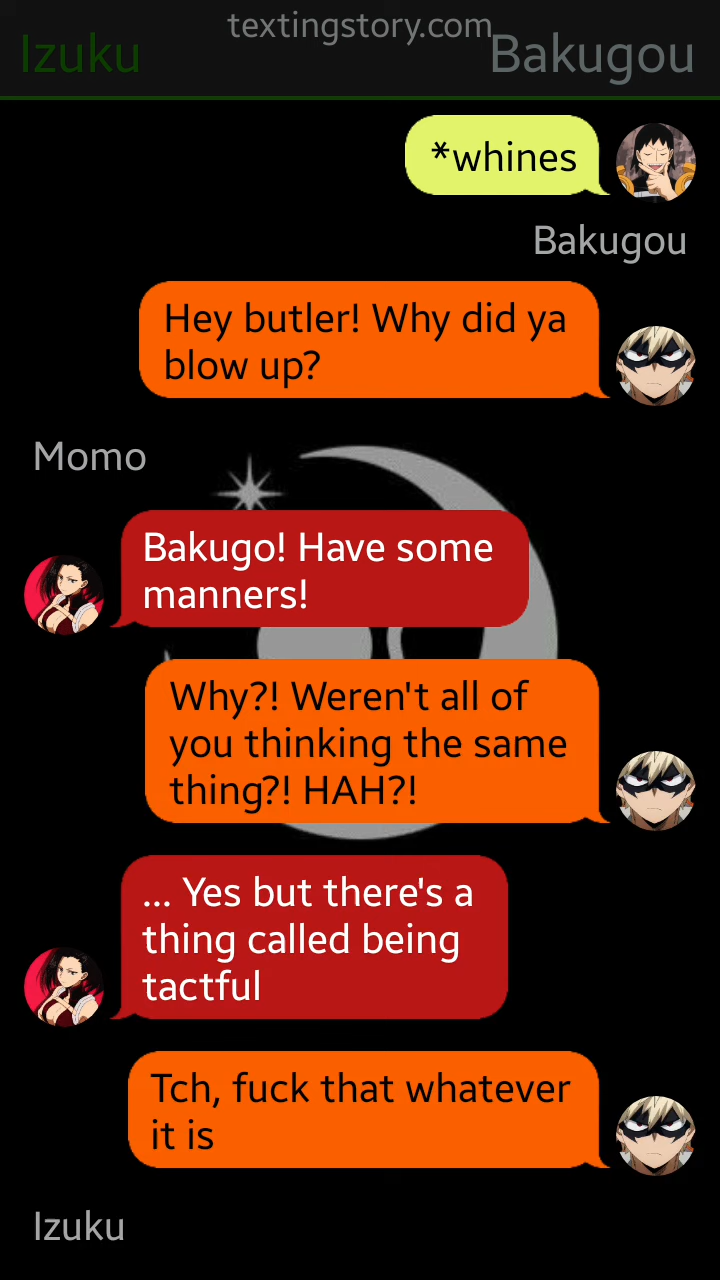 textingstory.com
Izuku
Bakugou
*whines
Bakugou
Hey butler! Why did ya
blow up?
Momo
Bakugo! Have some
manners!
Why?! Weren't all of
you thinking the same
thing?! HAH?!
... Yes but there's a
thing called being
tactful
Tch, fuck that whatever
it is
Izuku